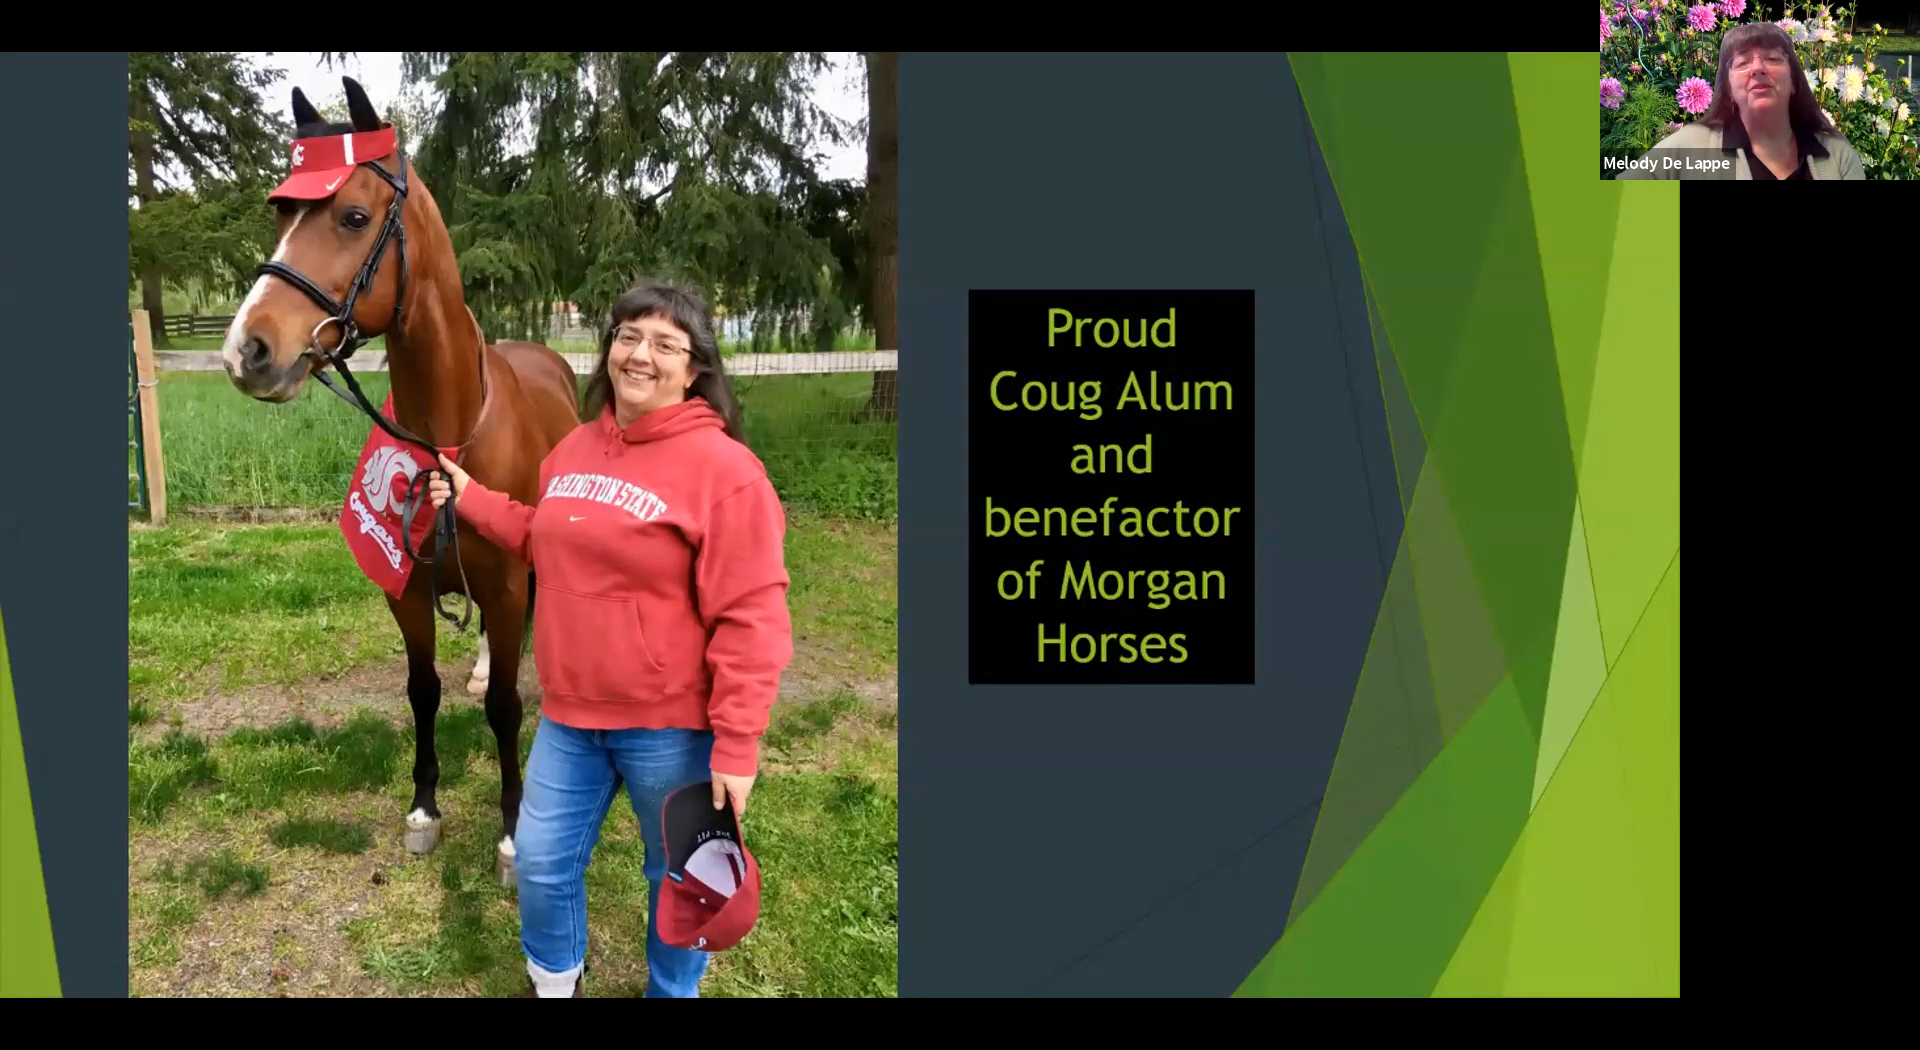 Melody De Lappe
Proud
Coug Alum
and
benefactor
of Morgan
Horses
WASHINGTON STATE
Cougars